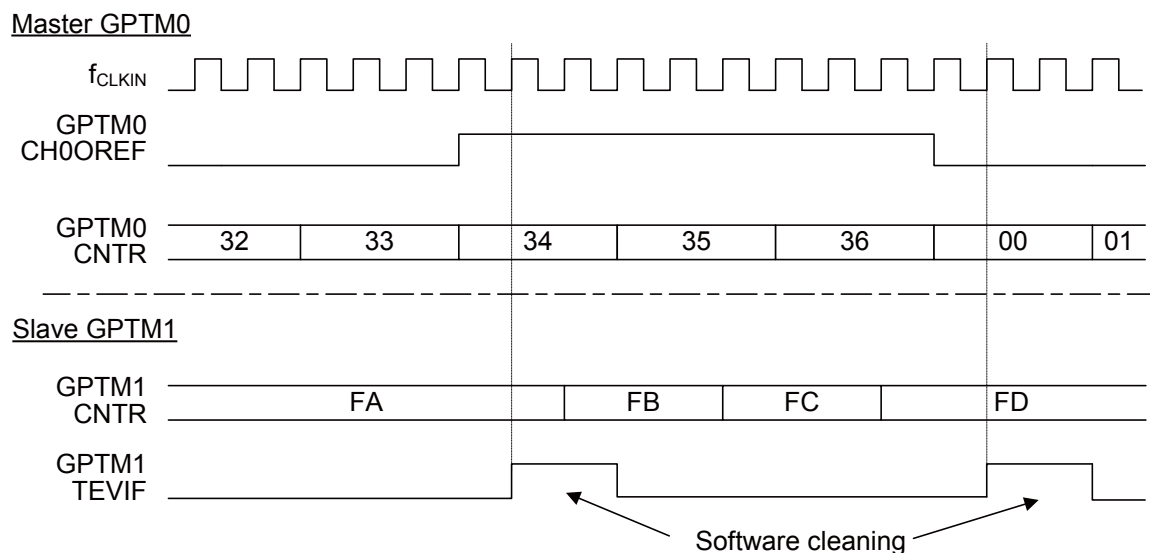 Master GPTM0
fCLKIN
GPTM0
CH0OREF
GPTM0
CNTR
32 33 34 35 36 00 01
Slave GPTM1
GPTM1
CNTR
FA FB FC FD
GPTM1
TEVIF
Software cleaning